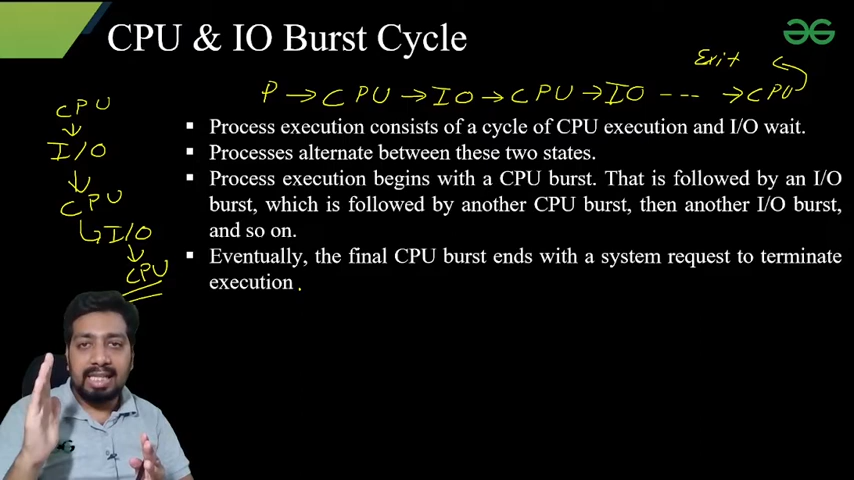 CPU & IO Burst Cycle
Exit
P → CPU → IO → CPU → IO --- → CPU
▪ Process execution consists of a cycle of CPU execution and I/O wait.
▪ Processes alternate between these two states.
▪ Process execution begins with a CPU burst. That is followed by an I/O
burst, which is followed by another CPU burst, then another I/O burst,
and so on.
▪ Eventually, the final CPU burst ends with a system request to terminate
execution .
CPU
I/O
CPU
I/O
CPU